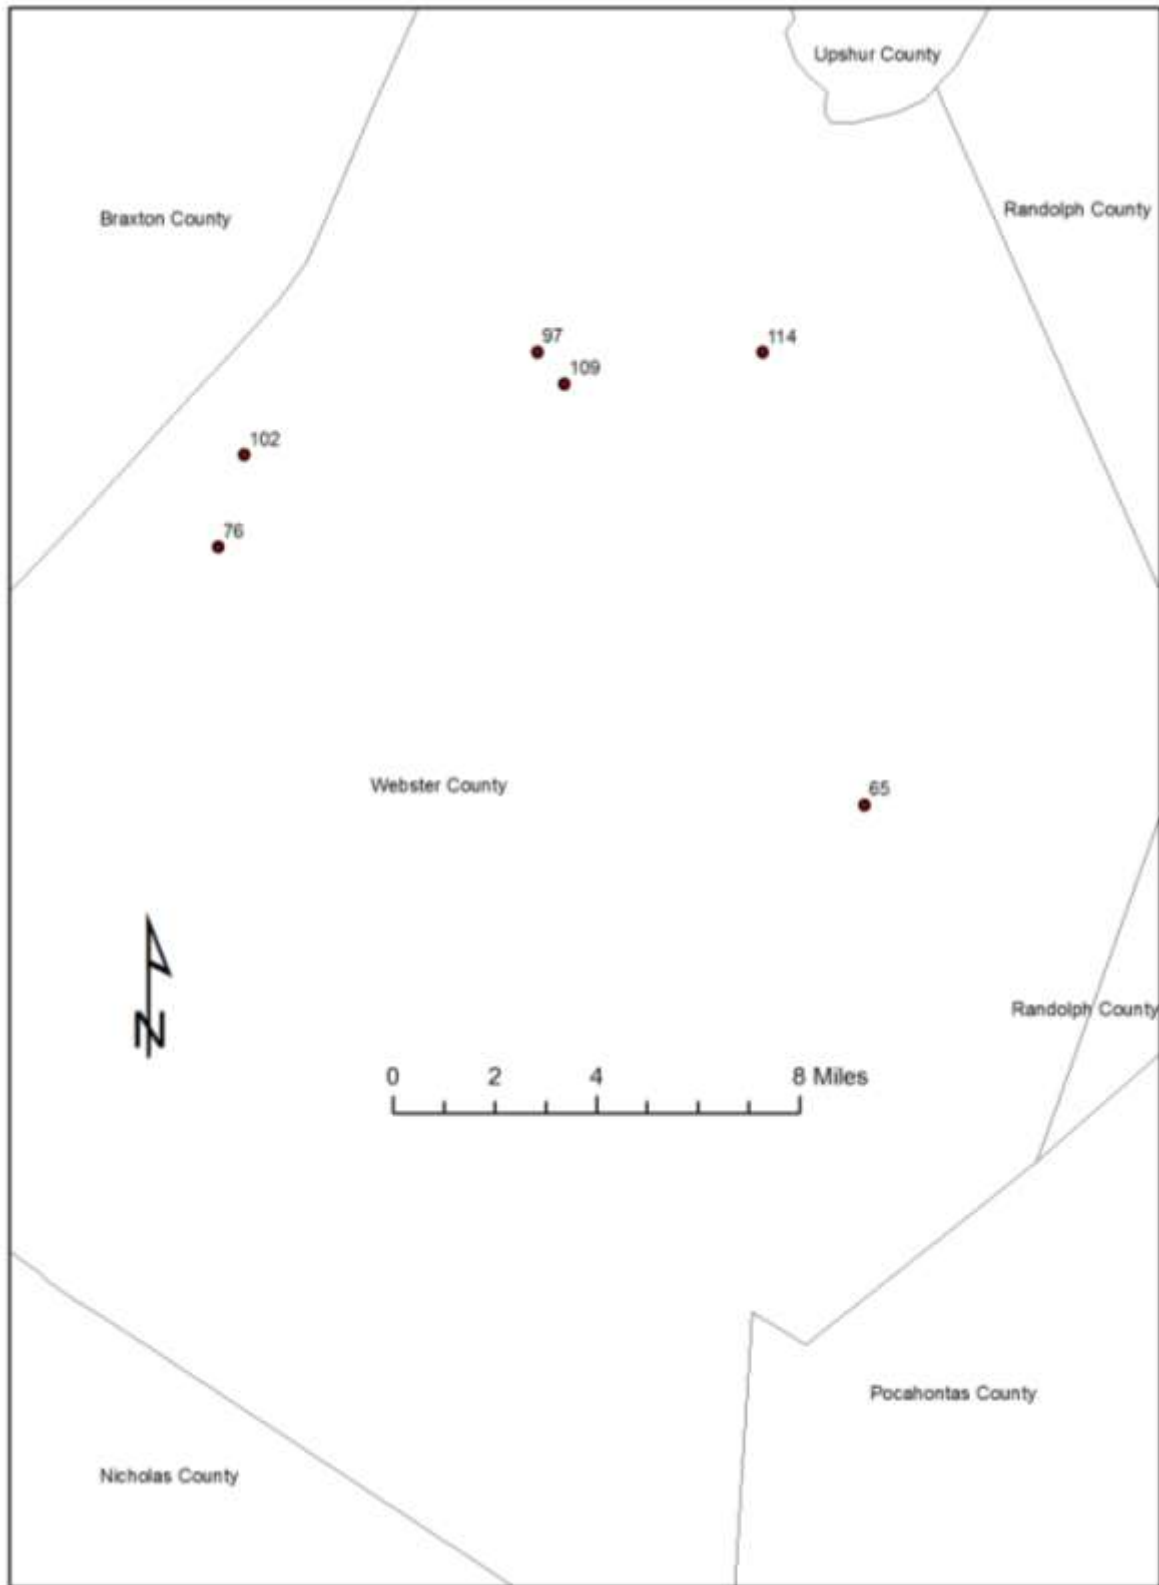 Upshur County
Randolph County
Braxton County
97
114
109
102
76
Webster County
65
N
Randolph County
0 2 4 8 Miles
Pocahontas County
Nicholas County